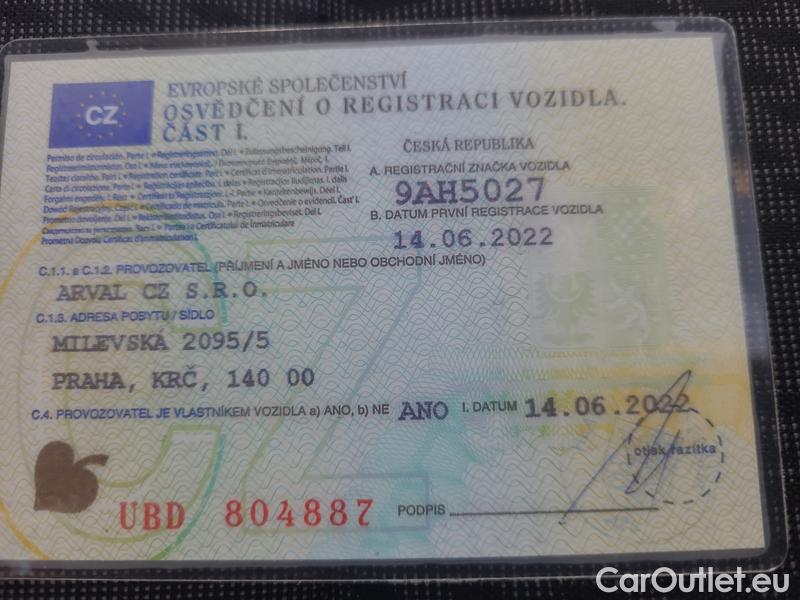 CZ
EVROPSKÉ SPOLEČENSTVÍ
OSVĚDČENÍ O REGISTRACI VOZIDLA.
ČÁST I.
ČESKÁ REPUBLIKA
A. REGISTRAČNÍ ZNAČKA VOZIDLA
9AH5027
B. DATUM PRVNÍ REGISTRACE VOZIDLA
14.06.2022
C.1.1. a C.1.2. PROVOZOVATEL (PŘÍJMENÍ A JMÉNO NEBO OBCHODNÍ JMÉNO)
ARVAL CZ S.R.O.
C.1.3. ADRESA POBYTU / SÍDLO
MILEVSKÁ 2095/5
PRAHA, KRČ, 140 00
C.4. PROVOZOVATEL JE VLASTNÍKEM VOZIDLA a) ANO, b) NE ANO I. DATUM 14.06.2022
otisk razítka
UBD 804887 PODPIS
CarOutlet.eu